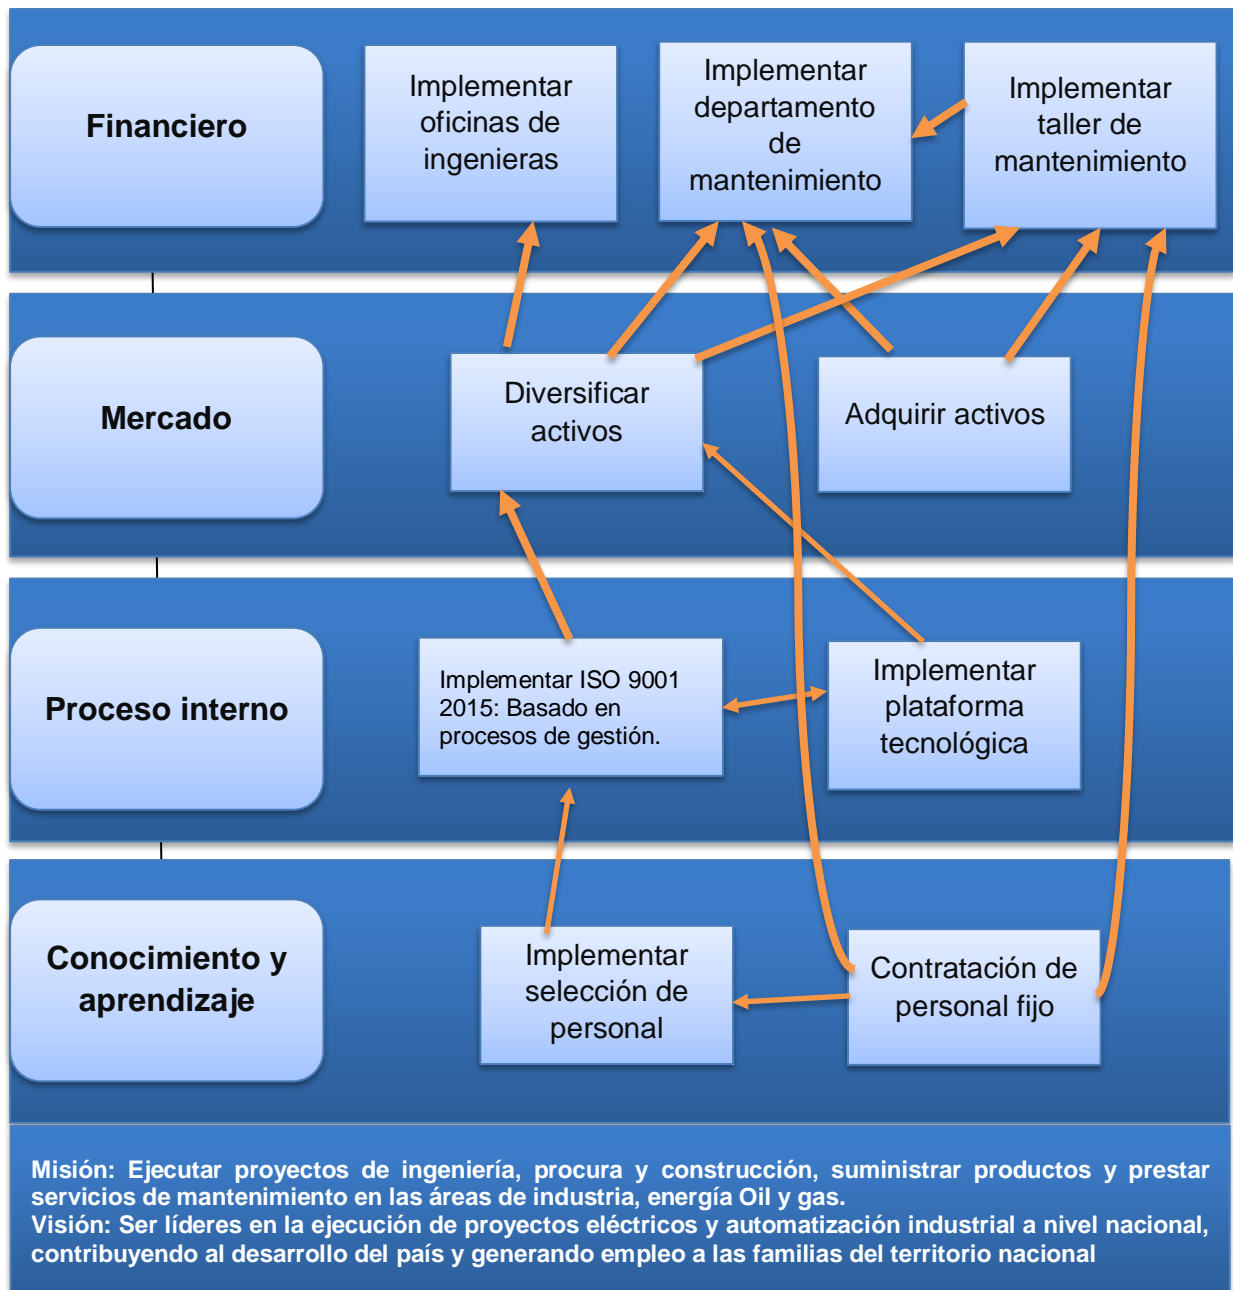 Financiero
Implementar
oficinas de
ingenieras
Implementar
departamento
de
mantenimiento
Implementar
taller de
mantenimiento
Mercado
Diversificar
activos
Adquirir activos
Proceso interno
Implementar ISO 9001
2015: Basado en
procesos de gestión.
Implementar
plataforma
tecnológica
Conocimiento y
aprendizaje
Implementar
selección de
personal
Contratación de
personal fijo
Misión: Ejecutar proyectos de ingeniería, procura y construcción, suministrar productos y prestar
servicios de mantenimiento en las áreas de industria, energía Oil y gas.
Visión: Ser líderes en la ejecución de proyectos eléctricos y automatización industrial a nivel nacional,
contribuyendo al desarrollo del país y generando empleo a las familias del territorio nacional